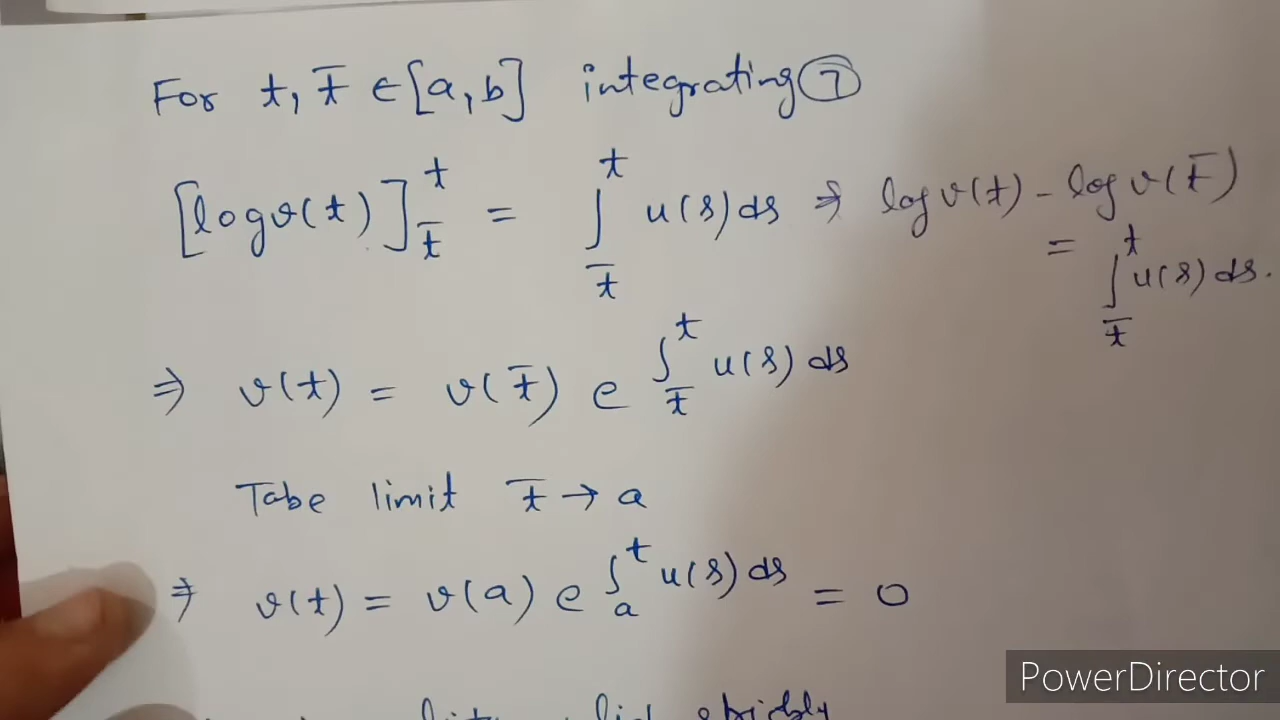 For t, t̄ ∈ [a, b] integrating ⑦
[log v(t)]_t̄^t = ∫_t̄^t u(s) ds ⇒ log v(t) - log v(t̄)
= ∫_t̄^t u(s) ds.
⇒ v(t) = v(t̄) e^{∫_t̄^t u(s) ds}
Take limit t̄ → a
⇒ v(t) = v(a) e^{∫_a^t u(s) ds} = 0
PowerDirector